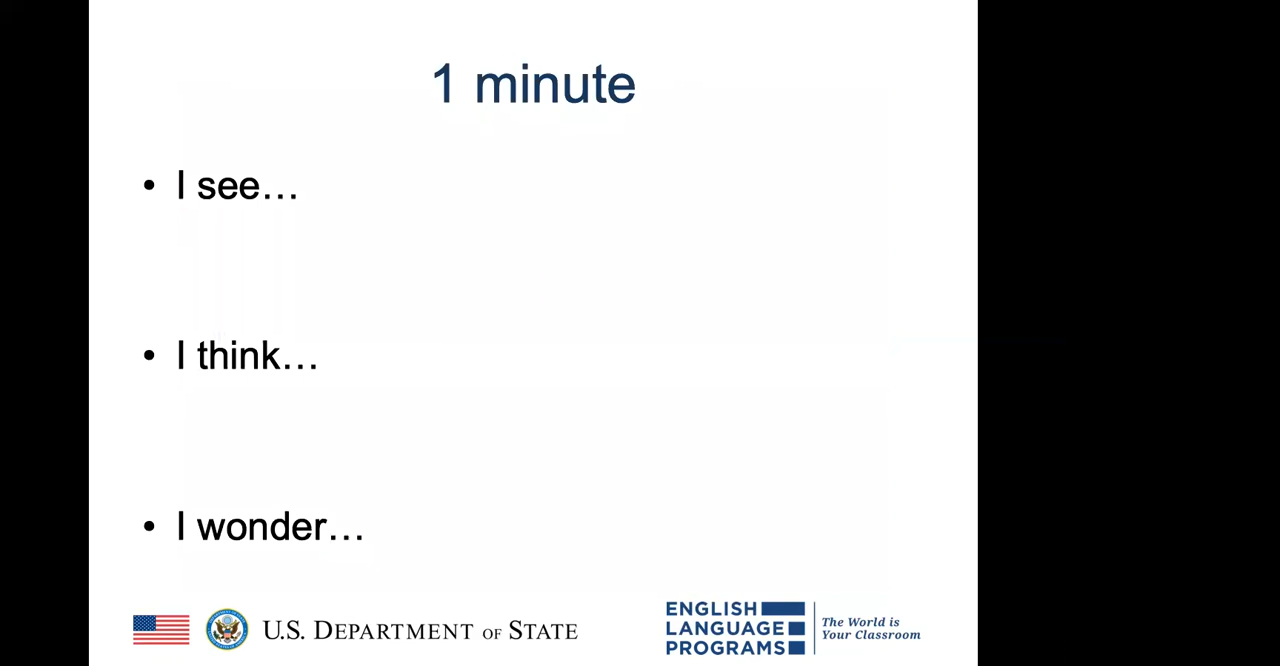 1 minute
• I see…
• I think…
• I wonder…
U.S. DEPARTMENT OF STATE
ENGLISH
LANGUAGE
PROGRAMS
The World is
Your Classroom